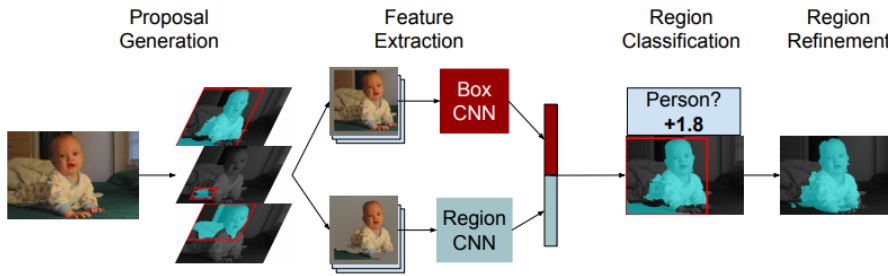 Proposal
Generation
Feature
Extraction
Region
Classification
Region
Refinement
Box
CNN
Person?
+1.8
Region
CNN